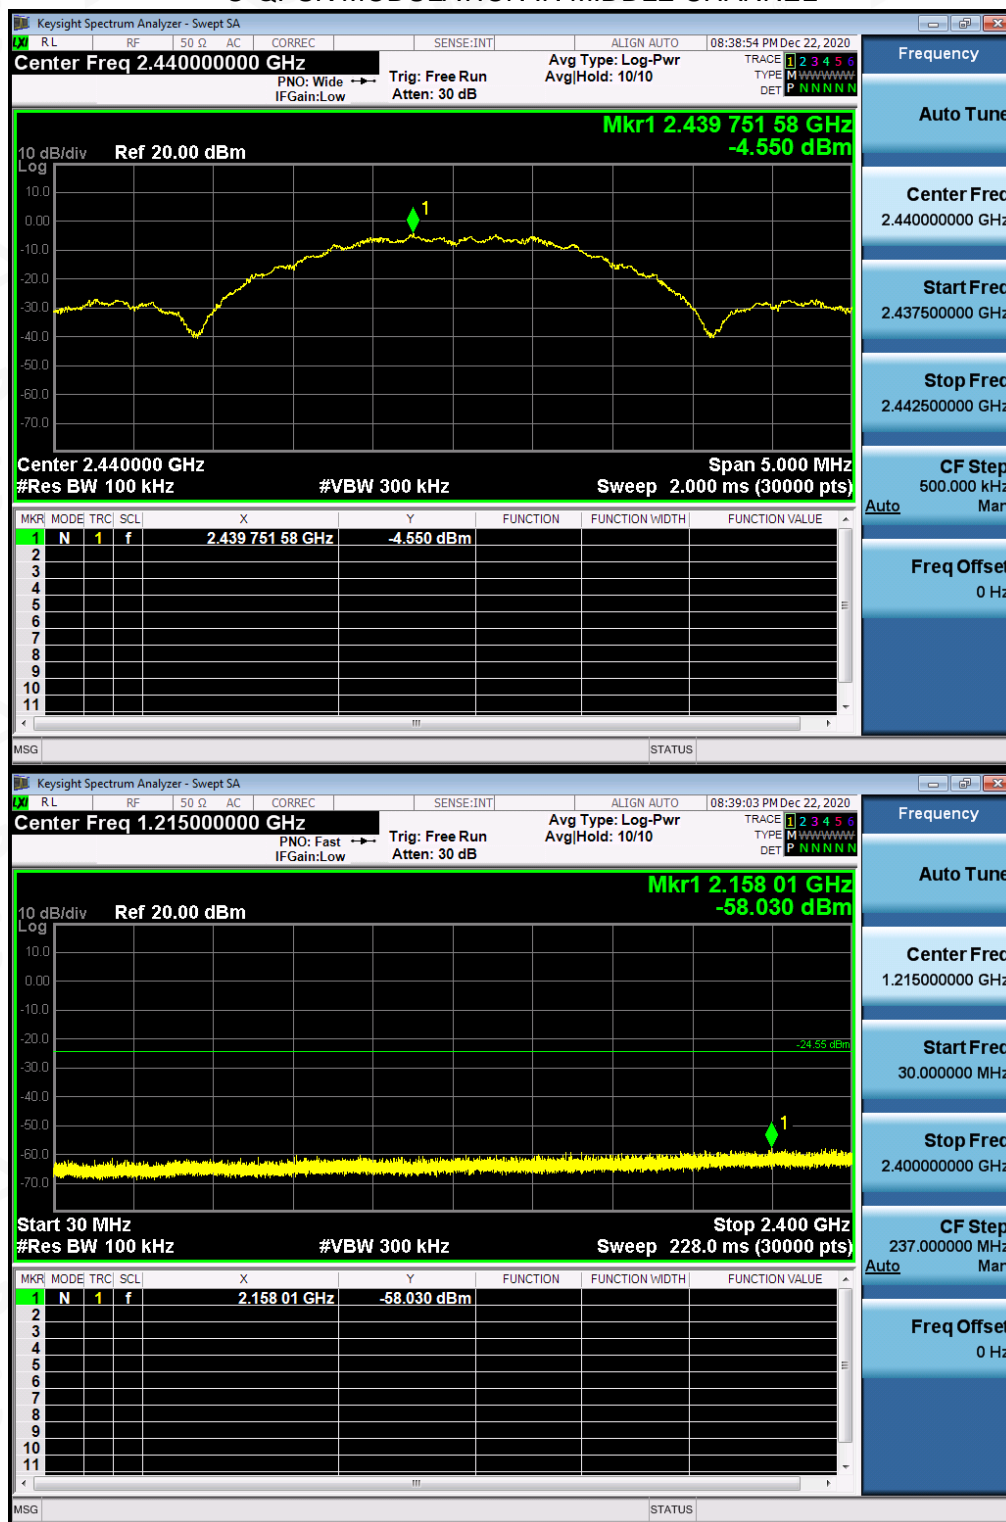 Keysight Spectrum Analyzer - Swept SA
LXI RL RF 50 Ω AC CORREC SENSE:INT ALIGN AUTO 08:38:54 PM Dec 22, 2020
Center Freq 2.440000000 GHz
PNO: Wide
IFGain:Low
Trig: Free Run
Atten: 30 dB
Avg Type: Log-Pwr
Avg|Hold: 10/10
TRACE 1 2 3 4 5 6
TYPE M WWWWW
DET P N N N N N
Mkr1 2.439 751 58 GHz
-4.550 dBm
10 dB/div Ref 20.00 dBm
Log
10.0
0.00
-10.0
-20.0
-30.0
-40.0
-50.0
-60.0
-70.0
1
Center 2.440000 GHz Span 5.000 MHz
#Res BW 100 kHz #VBW 300 kHz Sweep 2.000 ms (30000 pts)
MKR MODE TRC SCL X Y FUNCTION FUNCTION WIDTH FUNCTION VALUE
1 N 1 f 2.439 751 58 GHz -4.550 dBm
2
3
4
5
6
7
8
9
10
11
MSG STATUS
Frequency
Auto Tune
Center Freq
2.440000000 GHz
Start Freq
2.437500000 GHz
Stop Freq
2.442500000 GHz
CF Step
500.000 kHz
Auto Man
Freq Offset
0 Hz
Keysight Spectrum Analyzer - Swept SA
LXI RL RF 50 Ω AC CORREC SENSE:INT ALIGN AUTO 08:39:03 PM Dec 22, 2020
Center Freq 1.215000000 GHz
PNO: Fast
IFGain:Low
Trig: Free Run
Atten: 30 dB
Avg Type: Log-Pwr
Avg|Hold: 10/10
TRACE 1 2 3 4 5 6
TYPE M WWWWW
DET P N N N N N
Mkr1 2.158 01 GHz
-58.030 dBm
10 dB/div Ref 20.00 dBm
Log
10.0
0.00
-10.0
-20.0
-24.55 dBm
-30.0
-40.0
-50.0
-60.0
-70.0
1
Start 30 MHz Stop 2.400 GHz
#Res BW 100 kHz #VBW 300 kHz Sweep 228.0 ms (30000 pts)
MKR MODE TRC SCL X Y FUNCTION FUNCTION WIDTH FUNCTION VALUE
1 N 1 f 2.158 01 GHz -58.030 dBm
2
3
4
5
6
7
8
9
10
11
MSG STATUS
Frequency
Auto Tune
Center Freq
1.215000000 GHz
Start Freq
30.000000 MHz
Stop Freq
2.400000000 GHz
CF Step
237.000000 MHz
Auto Man
Freq Offset
0 Hz